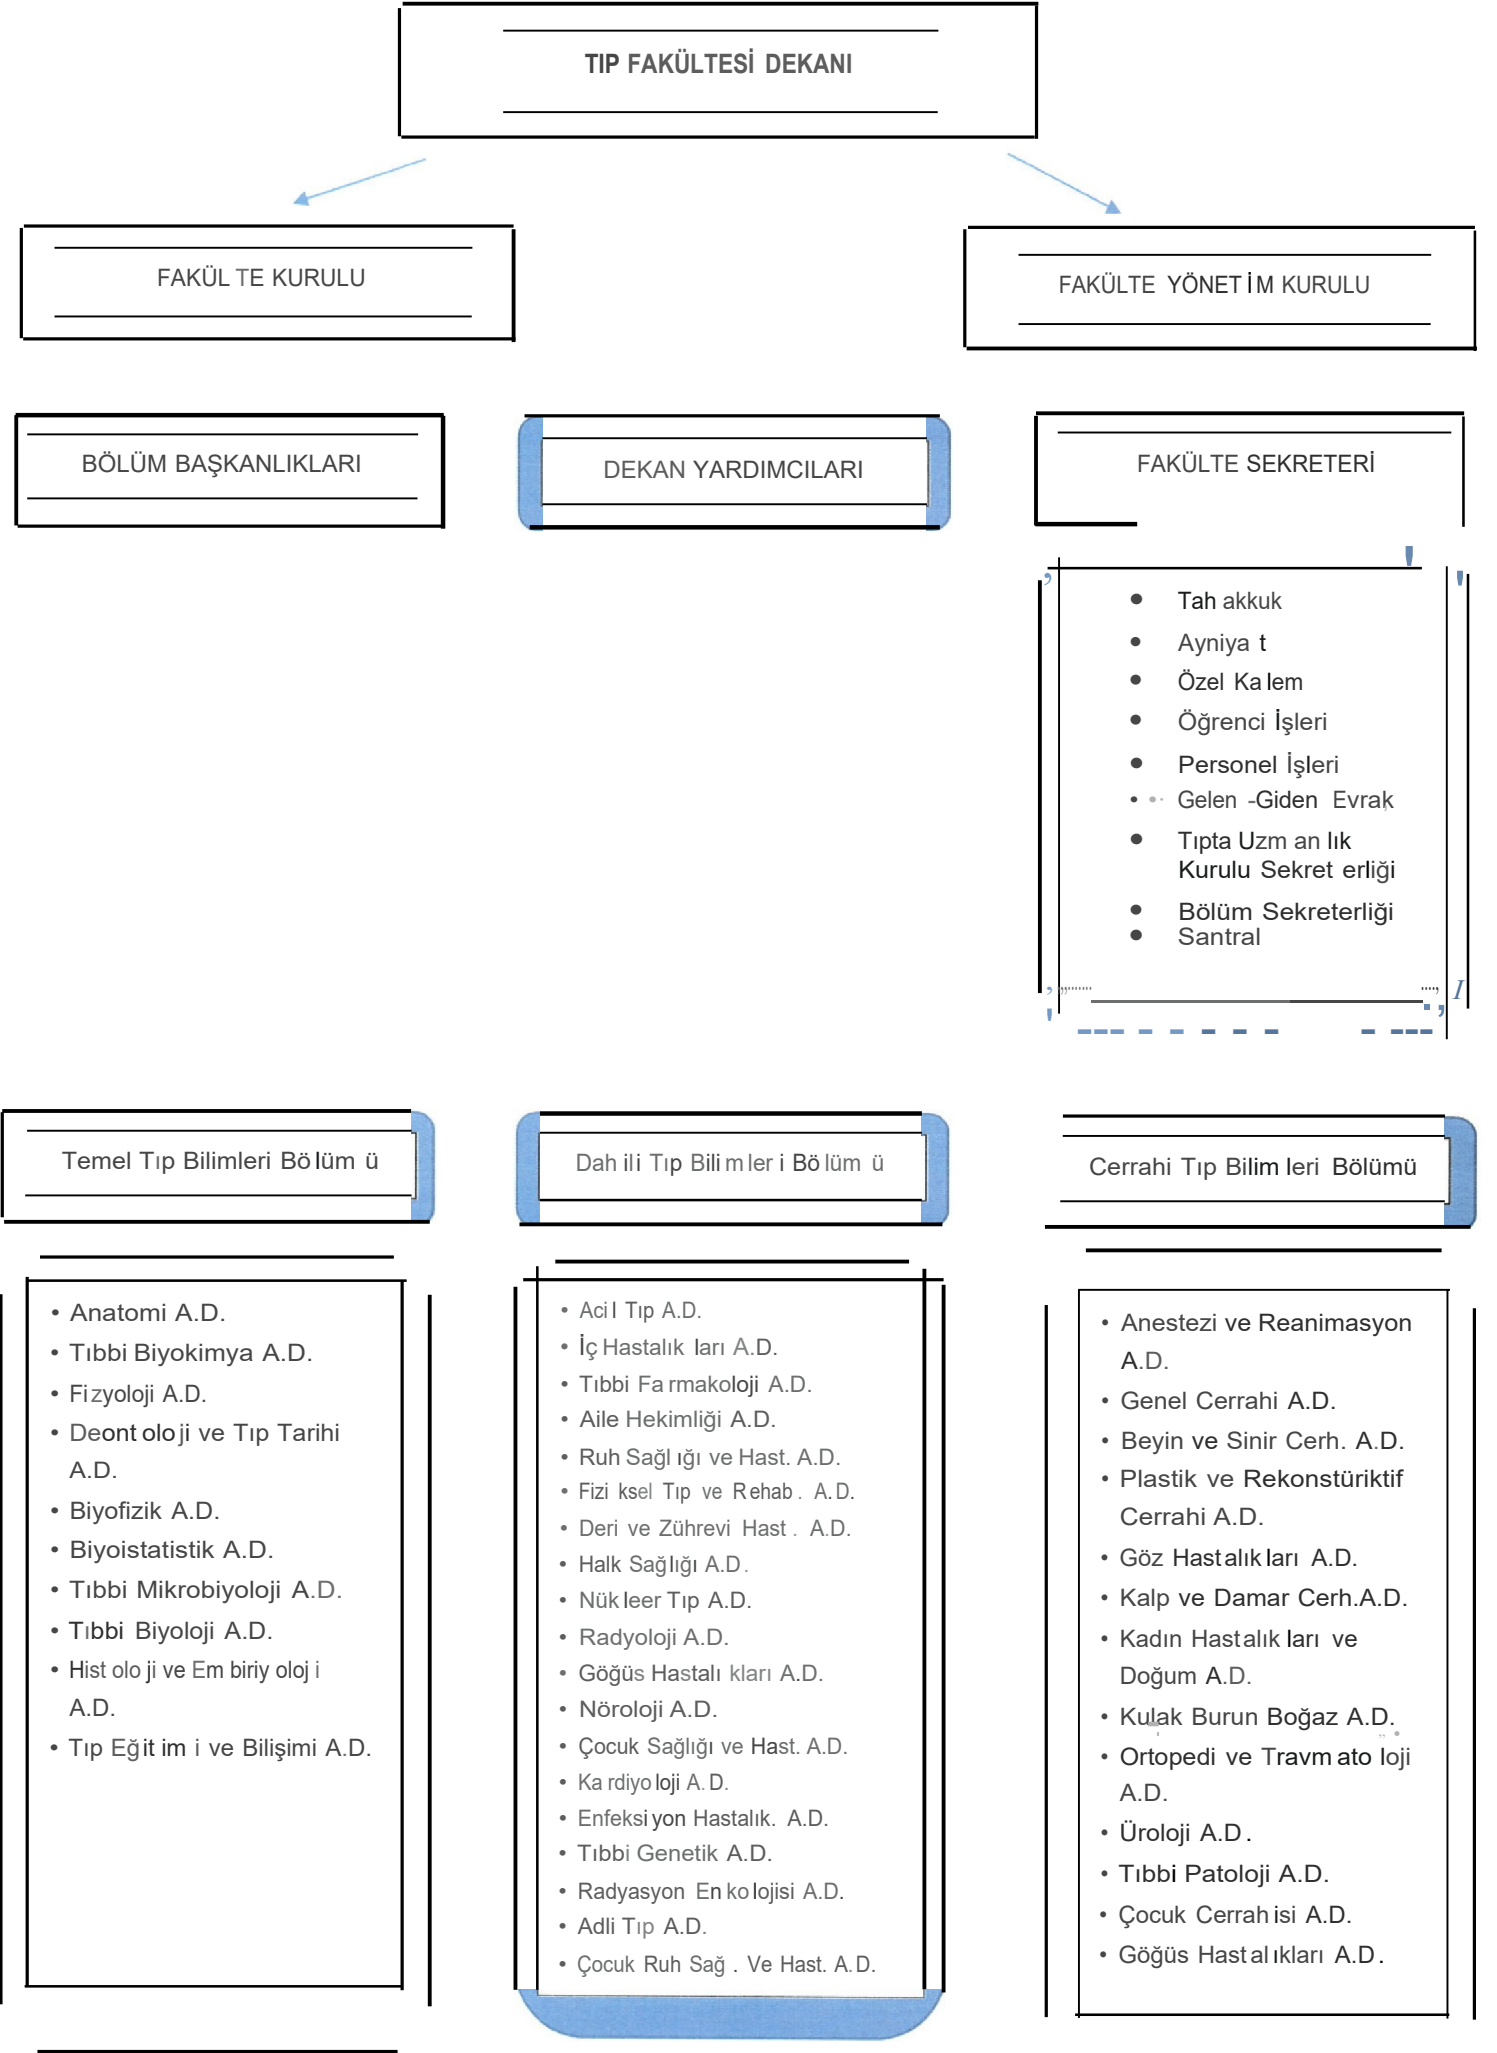 TIP FAKÜLTESİ DEKANI
FAKÜLTE KURULU
FAKÜLTE YÖNETİM KURULU
BÖLÜM BAŞKANLIKLARI
DEKAN YARDIMCILARI
FAKÜLTE SEKRETERİ
• Tahakkuk
• Ayniyat
• Özel Kalem
• Öğrenci İşleri
• Personel İşleri
• Gelen -Giden Evrak
• Tıpta Uzmanlık
Kurulu Sekreterliği
• Bölüm Sekreterliği
• Santral
Temel Tıp Bilimleri Bölümü
• Anatomi A.D.
• Tıbbi Biyokimya A.D.
• Fizyoloji A.D.
• Deontoloji ve Tıp Tarihi
A.D.
• Biyofizik A.D.
• Biyoistatistik A.D.
• Tıbbi Mikrobiyoloji A.D.
• Tıbbi Biyoloji A.D.
• Histoloji ve Embiriyoloji
A.D.
• Tıp Eğitimi ve Bilişimi A.D.
Dahili Tıp Bilimleri Bölümü
• Acil Tıp A.D.
• İç Hastalıkları A.D.
• Tıbbi Farmakoloji A.D.
• Aile Hekimliği A.D.
• Ruh Sağlığı ve Hast. A.D.
• Fiziksel Tıp ve Rehab. A.D.
• Deri ve Zührevi Hast. A.D.
• Halk Sağlığı A.D.
• Nükleer Tıp A.D.
• Radyoloji A.D.
• Göğüs Hastalıkları A.D.
• Nöroloji A.D.
• Çocuk Sağlığı ve Hast. A.D.
• Kardiyoloji A.D.
• Enfeksiyon Hastalık. A.D.
• Tıbbi Genetik A.D.
• Radyasyon Enkolojisi A.D.
• Adli Tıp A.D.
• Çocuk Ruh Sağ. Ve Hast. A.D.
Cerrahi Tıp Bilimleri Bölümü
• Anestezi ve Reanimasyon
A.D.
• Genel Cerrahi A.D.
• Beyin ve Sinir Cerh. A.D.
• Plastik ve Rekonstüriktif
Cerrahi A.D.
• Göz Hastalıkları A.D.
• Kalp ve Damar Cerh.A.D.
• Kadın Hastalıkları ve
Doğum A.D.
• Kulak Burun Boğaz A.D.
• Ortopedi ve Travmatoloji
A.D.
• Üroloji A.D.
• Tıbbi Patoloji A.D.
• Çocuk Cerrahisi A.D.
• Göğüs Hastalıkları A.D.